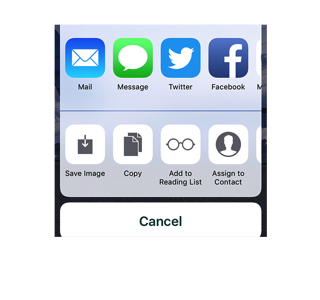 Mail Message Twitter Facebook M
Save Image Copy Add to Assign to
Reading List Contact
Cancel